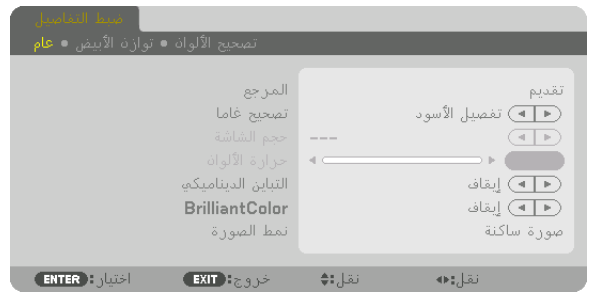 ضبط التفاصيل
عام • توازن الأبيض • تصحيح الألوان
المرجع تقديم
تصحيح غاما تفصيل الأسود
حجم الشاشة ---
حرارة الألوان
التباين الديناميكي إيقاف
BrilliantColor إيقاف
نمط الصورة صورة ساكنة
ENTER: اختيار EXIT: خروج نقل: نقل: